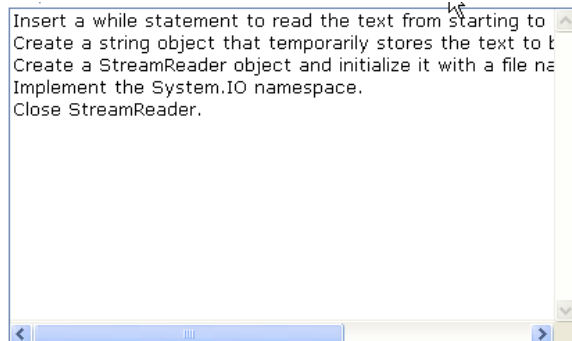 Insert a while statement to read the text from starting to
Create a string object that temporarily stores the text to b
Create a StreamReader object and initialize it with a file na
Implement the System.IO namespace.
Close StreamReader.